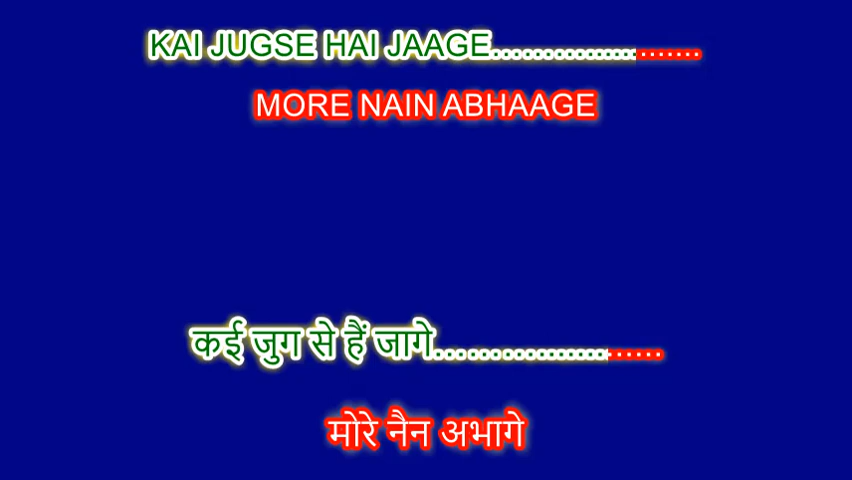 KAI JUGSE HAI JAAGE.......................
MORE NAIN ABHAAGE
कई जुग से हैं जागे.......................
मोरे नैन अभागे